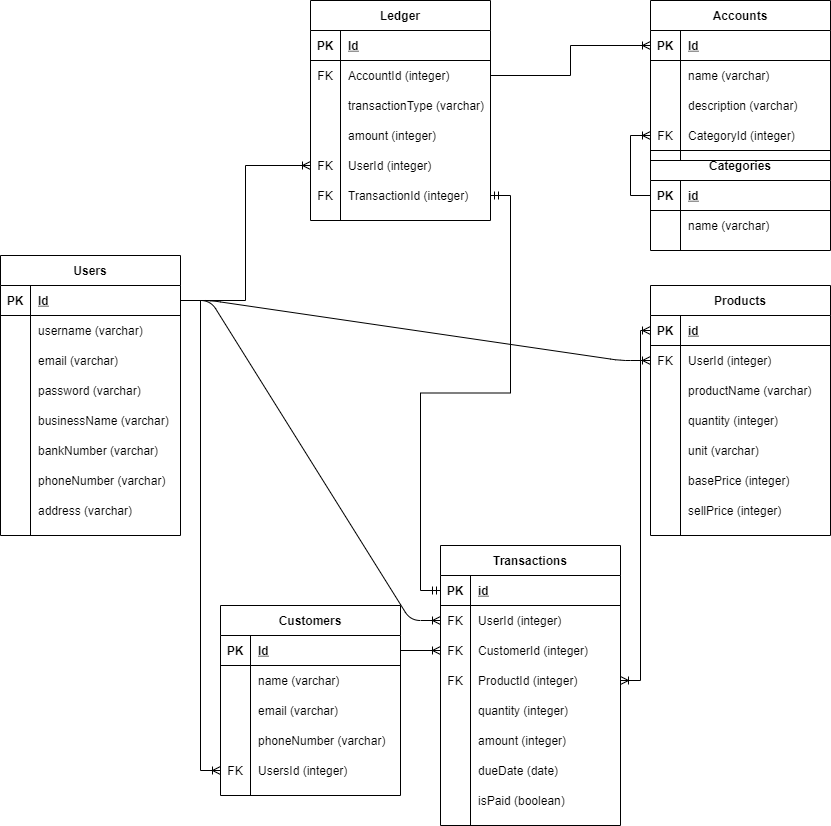 Ledger
PK Id
FK AccountId (integer)
transactionType (varchar)
amount (integer)
FK UserId (integer)
FK TransactionId (integer)
Accounts
PK Id
name (varchar)
description (varchar)
FK CategoryId (integer)
Categories
PK id
name (varchar)
Users
PK Id
username (varchar)
email (varchar)
password (varchar)
businessName (varchar)
bankNumber (varchar)
phoneNumber (varchar)
address (varchar)
Products
PK id
FK UserId (integer)
productName (varchar)
quantity (integer)
unit (varchar)
basePrice (integer)
sellPrice (integer)
Customers
PK Id
name (varchar)
email (varchar)
phoneNumber (varchar)
FK UsersId (integer)
Transactions
PK id
FK UserId (integer)
FK CustomerId (integer)
FK ProductId (integer)
quantity (integer)
amount (integer)
dueDate (date)
isPaid (boolean)